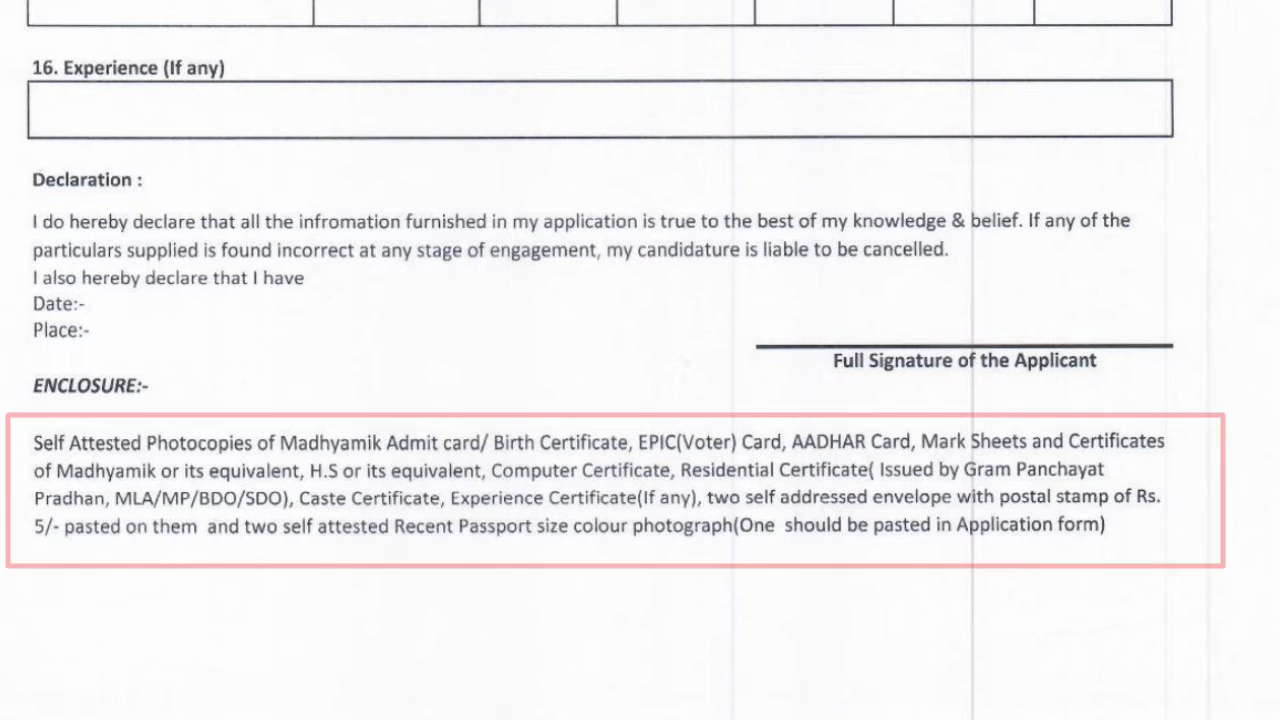 16. Experience (If any)
Declaration :
I do hereby declare that all the infromation furnished in my application is true to the best of my knowledge & belief. If any of the
particulars supplied is found incorrect at any stage of engagement, my candidature is liable to be cancelled.
I also hereby declare that I have
Date:-
Place:-
Full Signature of the Applicant
ENCLOSURE:-
Self Attested Photocopies of Madhyamik Admit card/ Birth Certificate, EPIC(Voter) Card, AADHAR Card, Mark Sheets and Certificates
of Madhyamik or its equivalent, H.S or its equivalent, Computer Certificate, Residential Certificate( Issued by Gram Panchayat
Pradhan, MLA/MP/BDO/SDO), Caste Certificate, Experience Certificate(If any), two self addressed envelope with postal stamp of Rs.
5/- pasted on them  and two self attested Recent Passport size colour photograph(One  should be pasted in Application form)